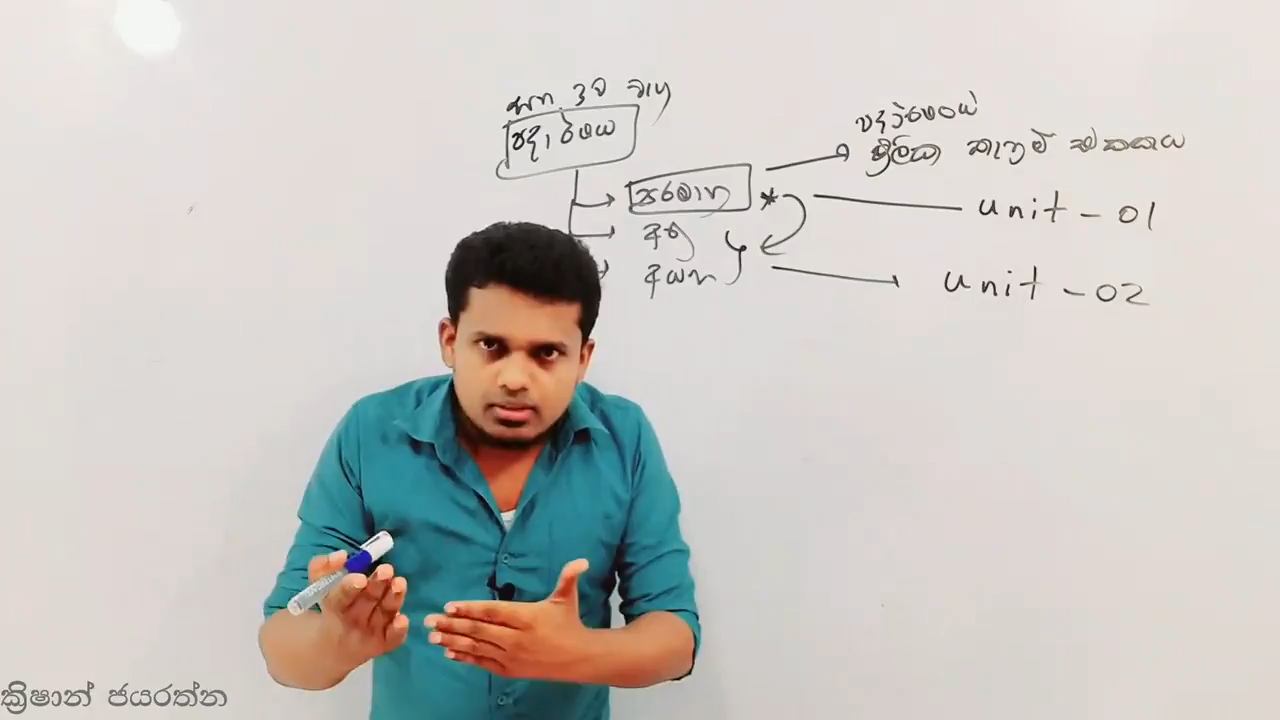 පදාර්ථය
පදාර්ථයේ
මූලික තැනුම් ඒකකය
පරමාණු *
unit - 01
අණු
අයන
unit - 02
ක්‍රිෂාන් ජයරත්න